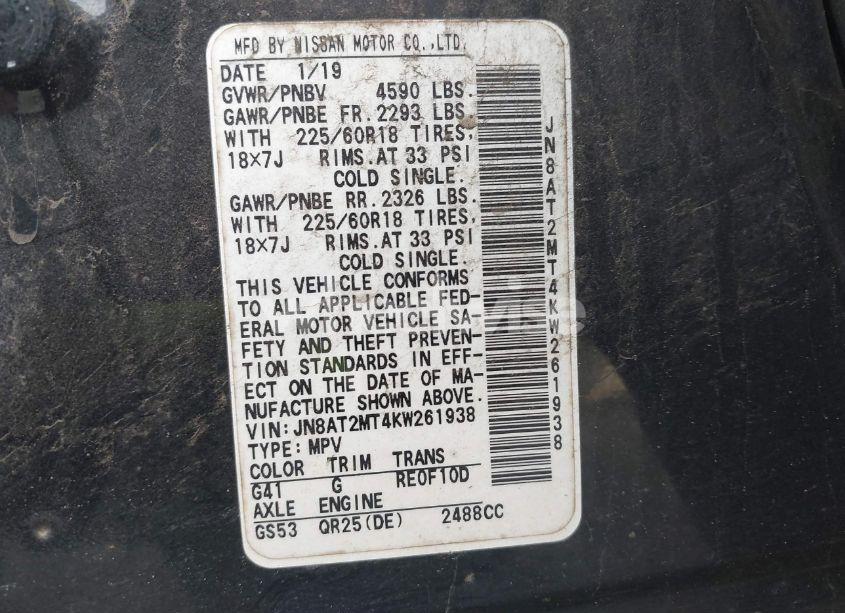 MFD BY NISSAN MOTOR CO.,LTD.
DATE 1/19
GVWR/PNBV 4590 LBS.
GAWR/PNBE FR.2293 LBS.
WITH 225/60R18 TIRES.
18X7J RIMS.AT 33 PSI
COLD SINGLE.
GAWR/PNBE RR.2326 LBS.
WITH 225/60R18 TIRES.
18X7J RIMS.AT 33 PSI
COLD SINGLE.
THIS VEHICLE CONFORMS
TO ALL APPLICABLE FED-
ERAL MOTOR VEHICLE SA-
FETY AND THEFT PREVEN-
TION STANDARDS IN EFF-
ECT ON THE DATE OF MA-
NUFACTURE SHOWN ABOVE.
VIN:JN8AT2MT4KW261938
TYPE:MPV
COLOR TRIM TRANS
G41 G RE0F10D
AXLE ENGINE
GS53 QR25(DE) 2488CC
JN8AT2MT4KW261938